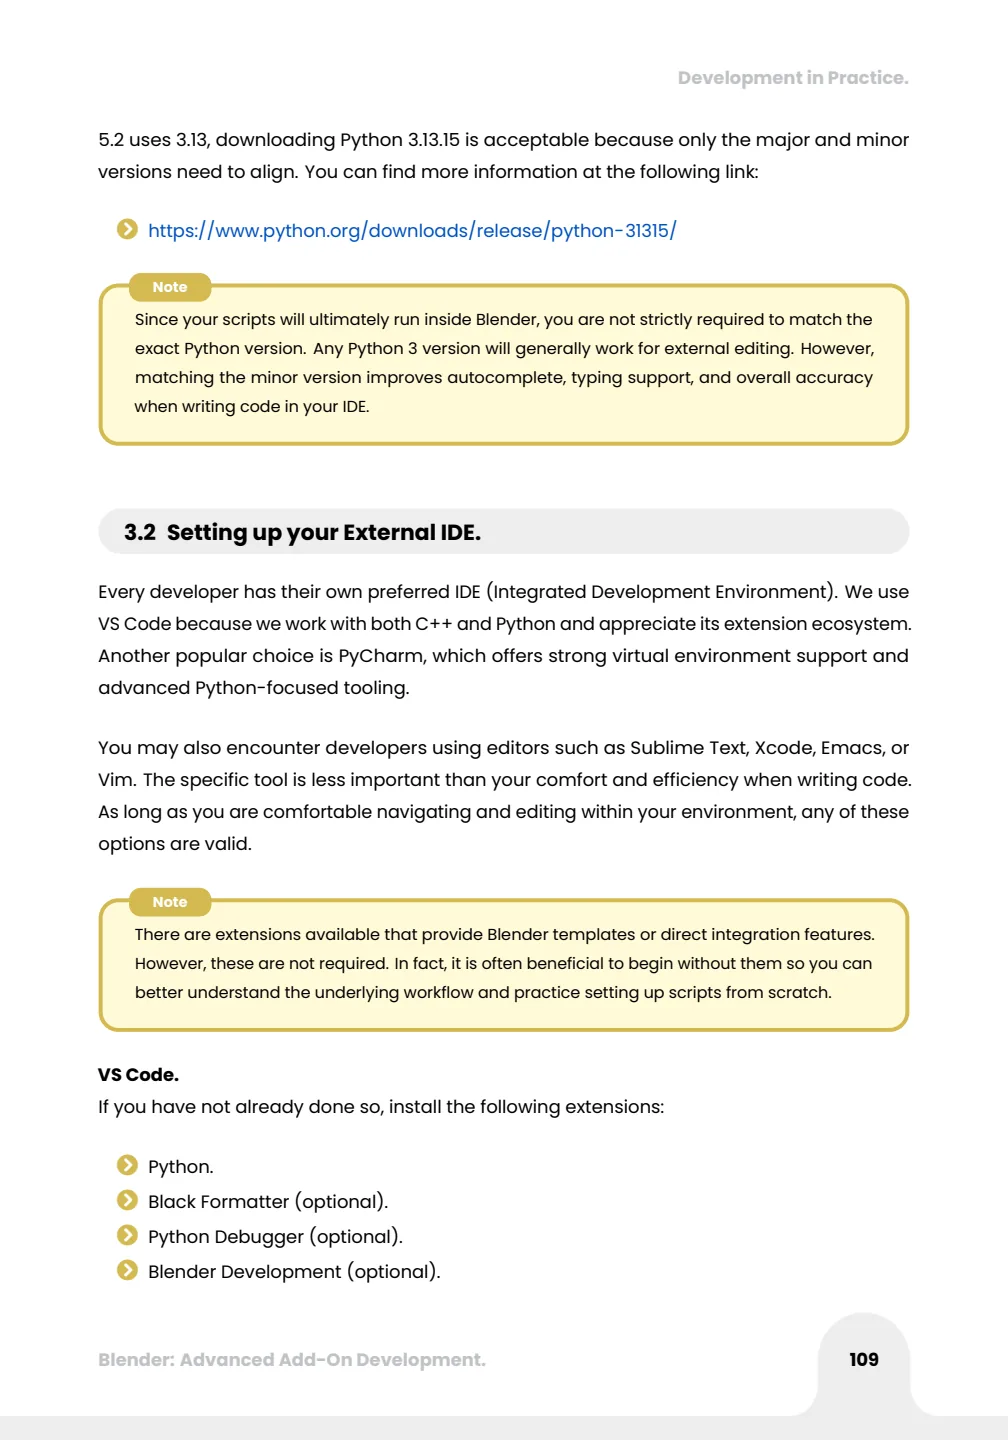 Development in Practice.
5.2 uses 3.13, downloading Python 3.13.15 is acceptable because only the major and minor
versions need to align. You can find more information at the following link:
https://www.python.org/downloads/release/python-31315/
Note
Since your scripts will ultimately run inside Blender, you are not strictly required to match the
exact Python version. Any Python 3 version will generally work for external editing. However,
matching the minor version improves autocomplete, typing support, and overall accuracy
when writing code in your IDE.
3.2 Setting up your External IDE.
Every developer has their own preferred IDE (Integrated Development Environment). We use
VS Code because we work with both C++ and Python and appreciate its extension ecosystem.
Another popular choice is PyCharm, which offers strong virtual environment support and
advanced Python-focused tooling.
You may also encounter developers using editors such as Sublime Text, Xcode, Emacs, or
Vim. The specific tool is less important than your comfort and efficiency when writing code.
As long as you are comfortable navigating and editing within your environment, any of these
options are valid.
Note
There are extensions available that provide Blender templates or direct integration features.
However, these are not required. In fact, it is often beneficial to begin without them so you can
better understand the underlying workflow and practice setting up scripts from scratch.
VS Code.
If you have not already done so, install the following extensions:
Python.
Black Formatter (optional).
Python Debugger (optional).
Blender Development (optional).
Blender: Advanced Add-On Development.
109